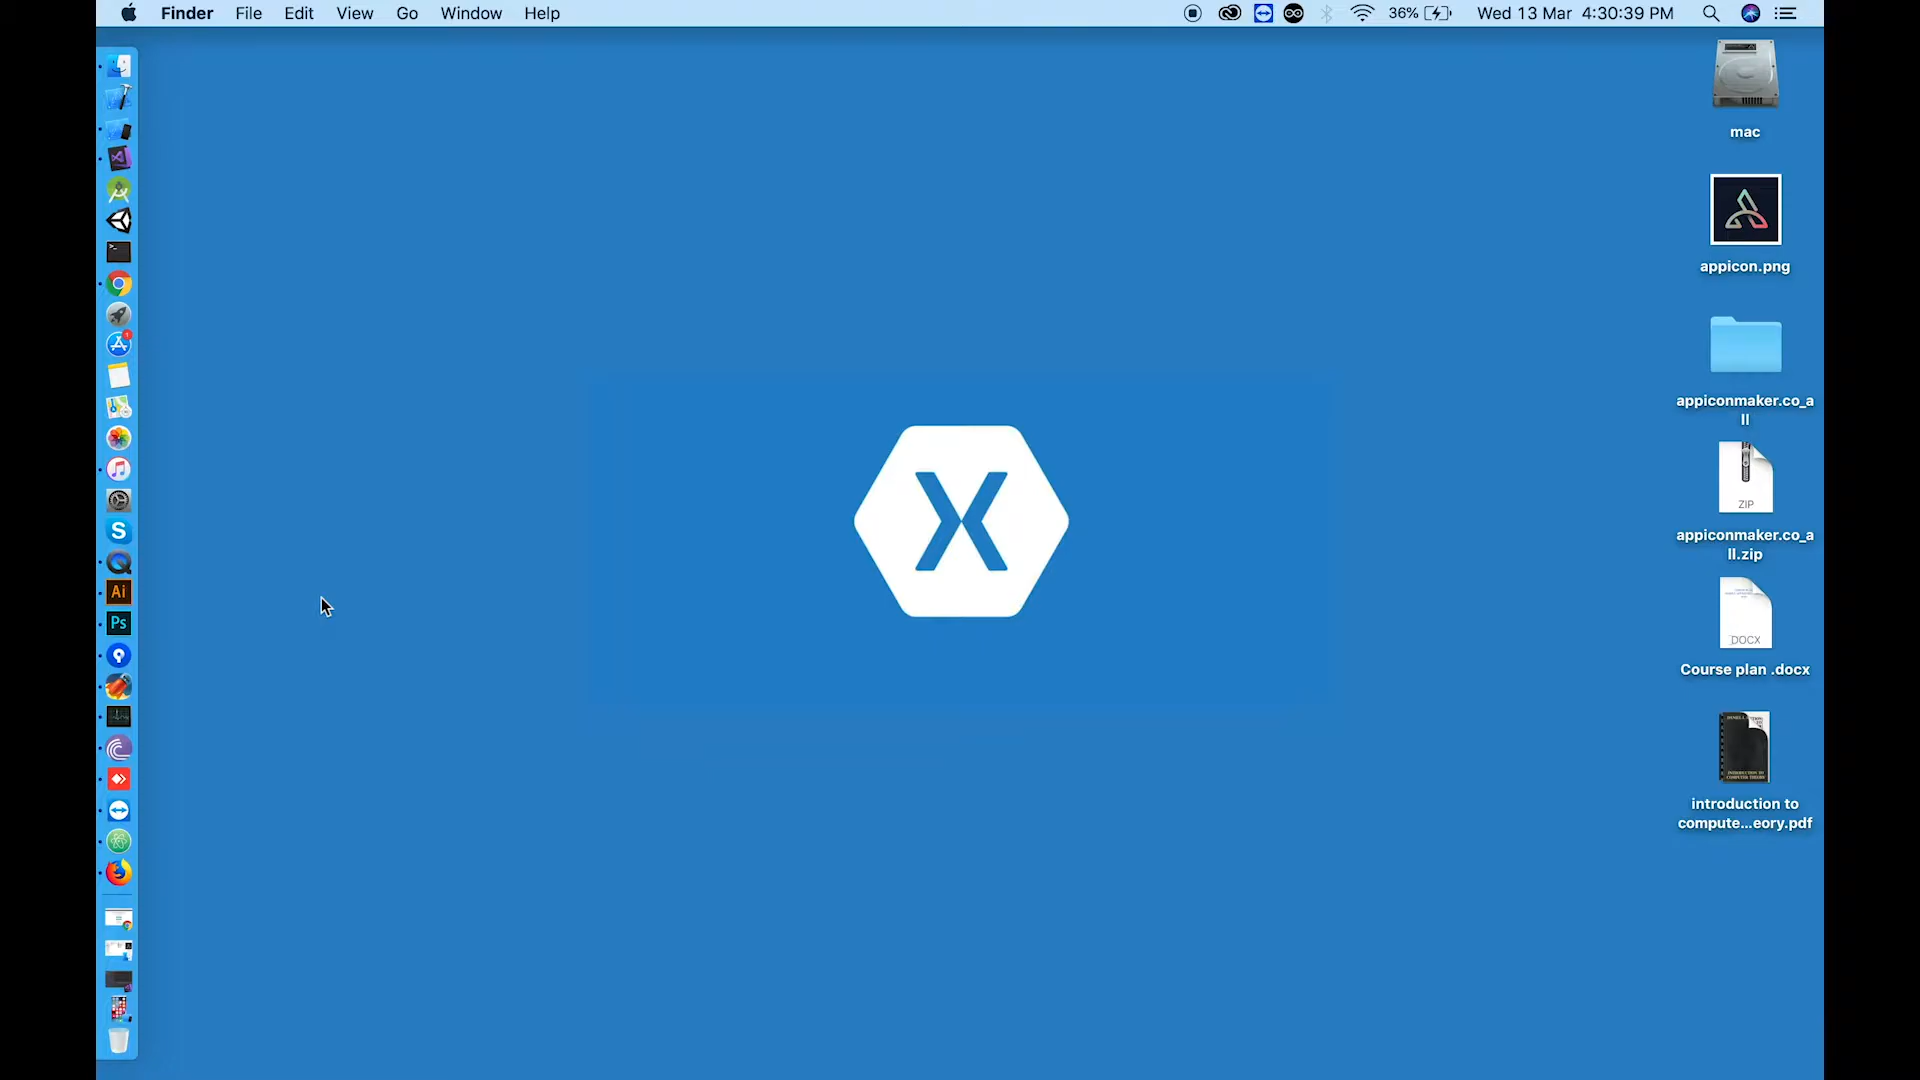 Finder File Edit View Go Window Help 36% Wed 13 Mar 4:30:39 PM
mac
appicon.png
appiconmaker.co_a
ll
ZIP
appiconmaker.co_a
ll.zip
DOCX
Course plan .docx
introduction to
compute...eory.pdf
X
S
Ai
Ps